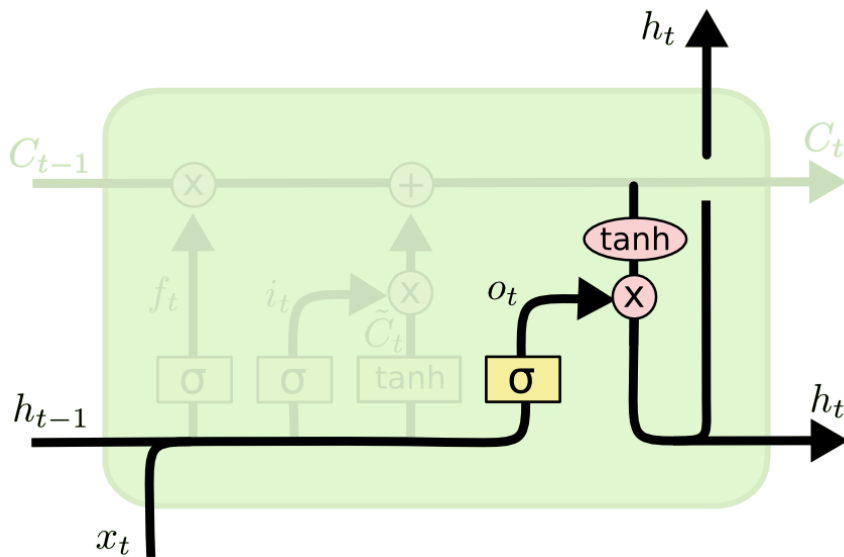 h_t
C_{t-1}
C_t
x
+
tanh
f_t
i_t
x
o_t
x
C̃_t
σ
σ
tanh
σ
h_{t-1}
h_t
x_t